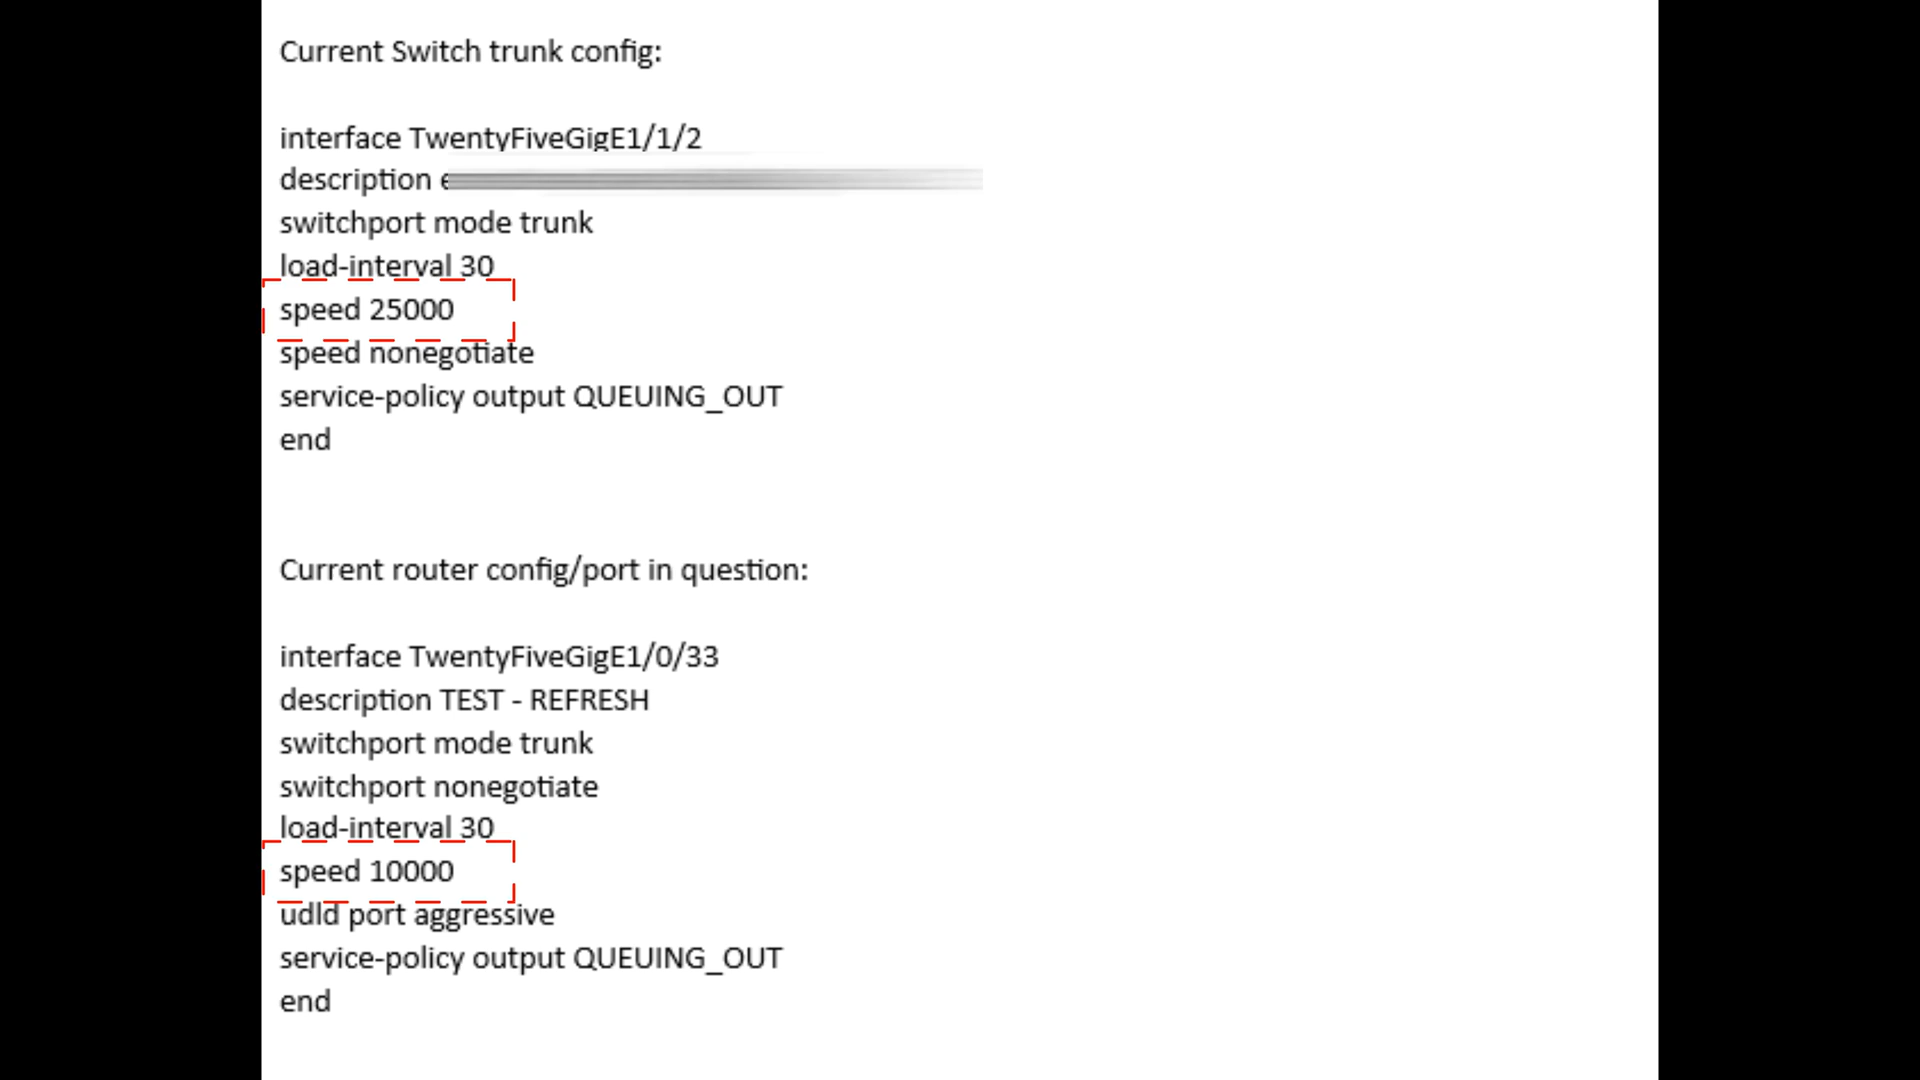 Current Switch trunk config:
interface TwentyFiveGigE1/1/2
description
switchport mode trunk
load-interval 30
speed 25000
speed nonegotiate
service-policy output QUEUING_OUT
end
Current router config/port in question:
interface TwentyFiveGigE1/0/33
description TEST - REFRESH
switchport mode trunk
switchport nonegotiate
load-interval 30
speed 10000
udld port aggressive
service-policy output QUEUING_OUT
end